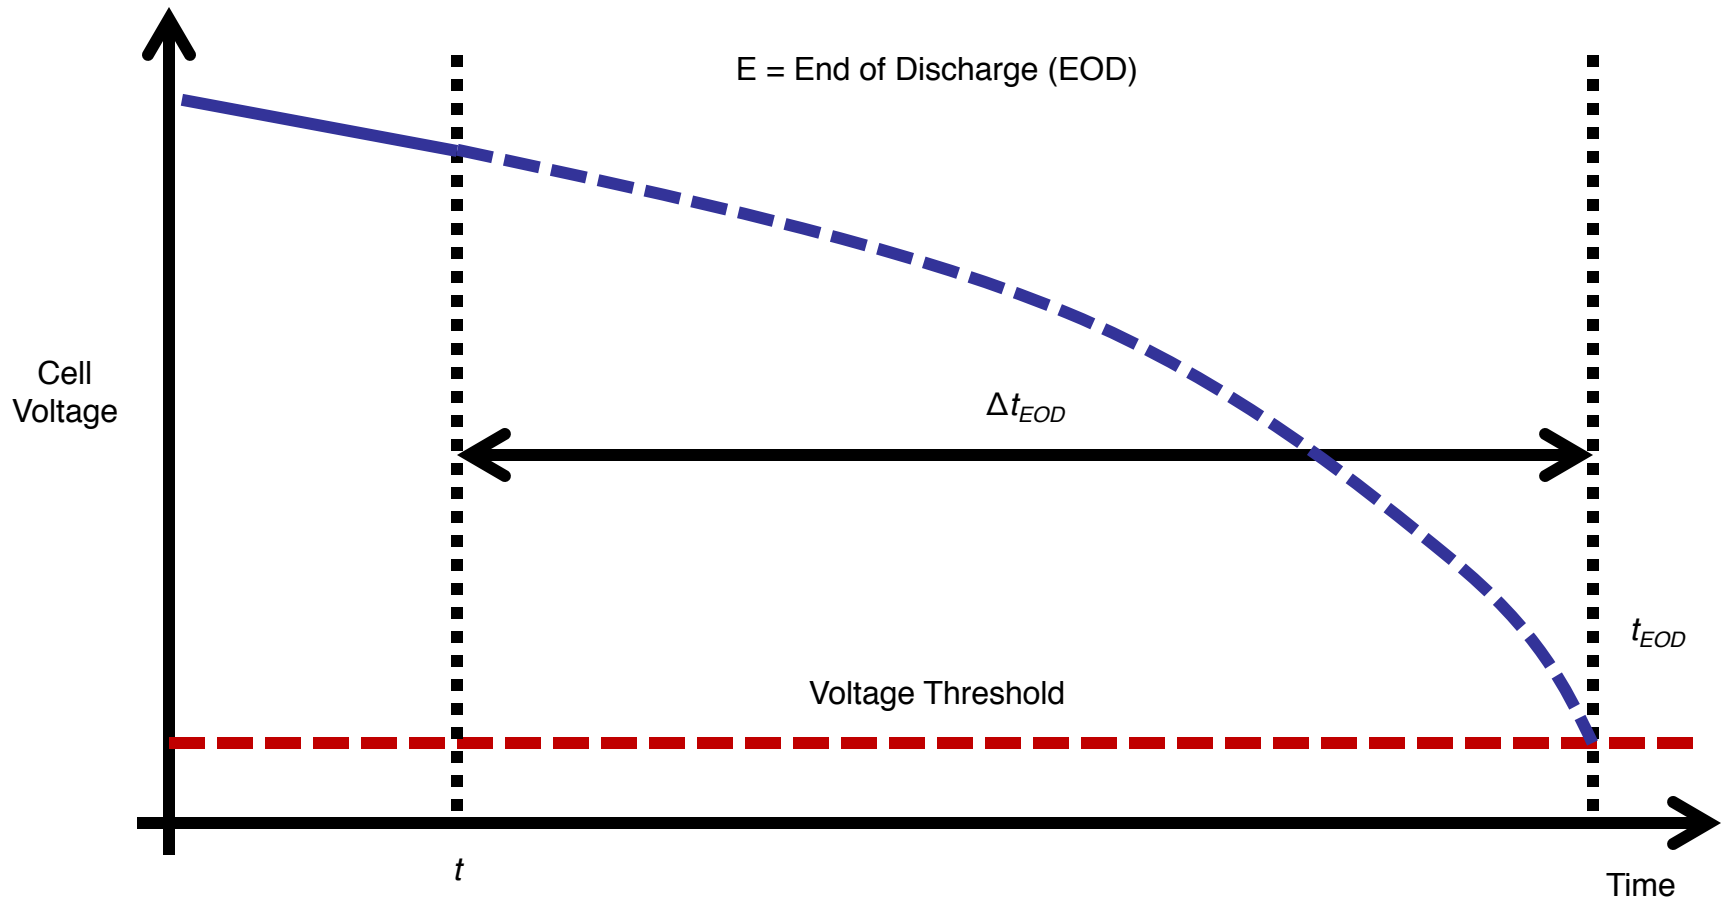 E = End of Discharge (EOD)
Cell
Voltage
Δt_EOD
t_EOD
Voltage Threshold
t
Time